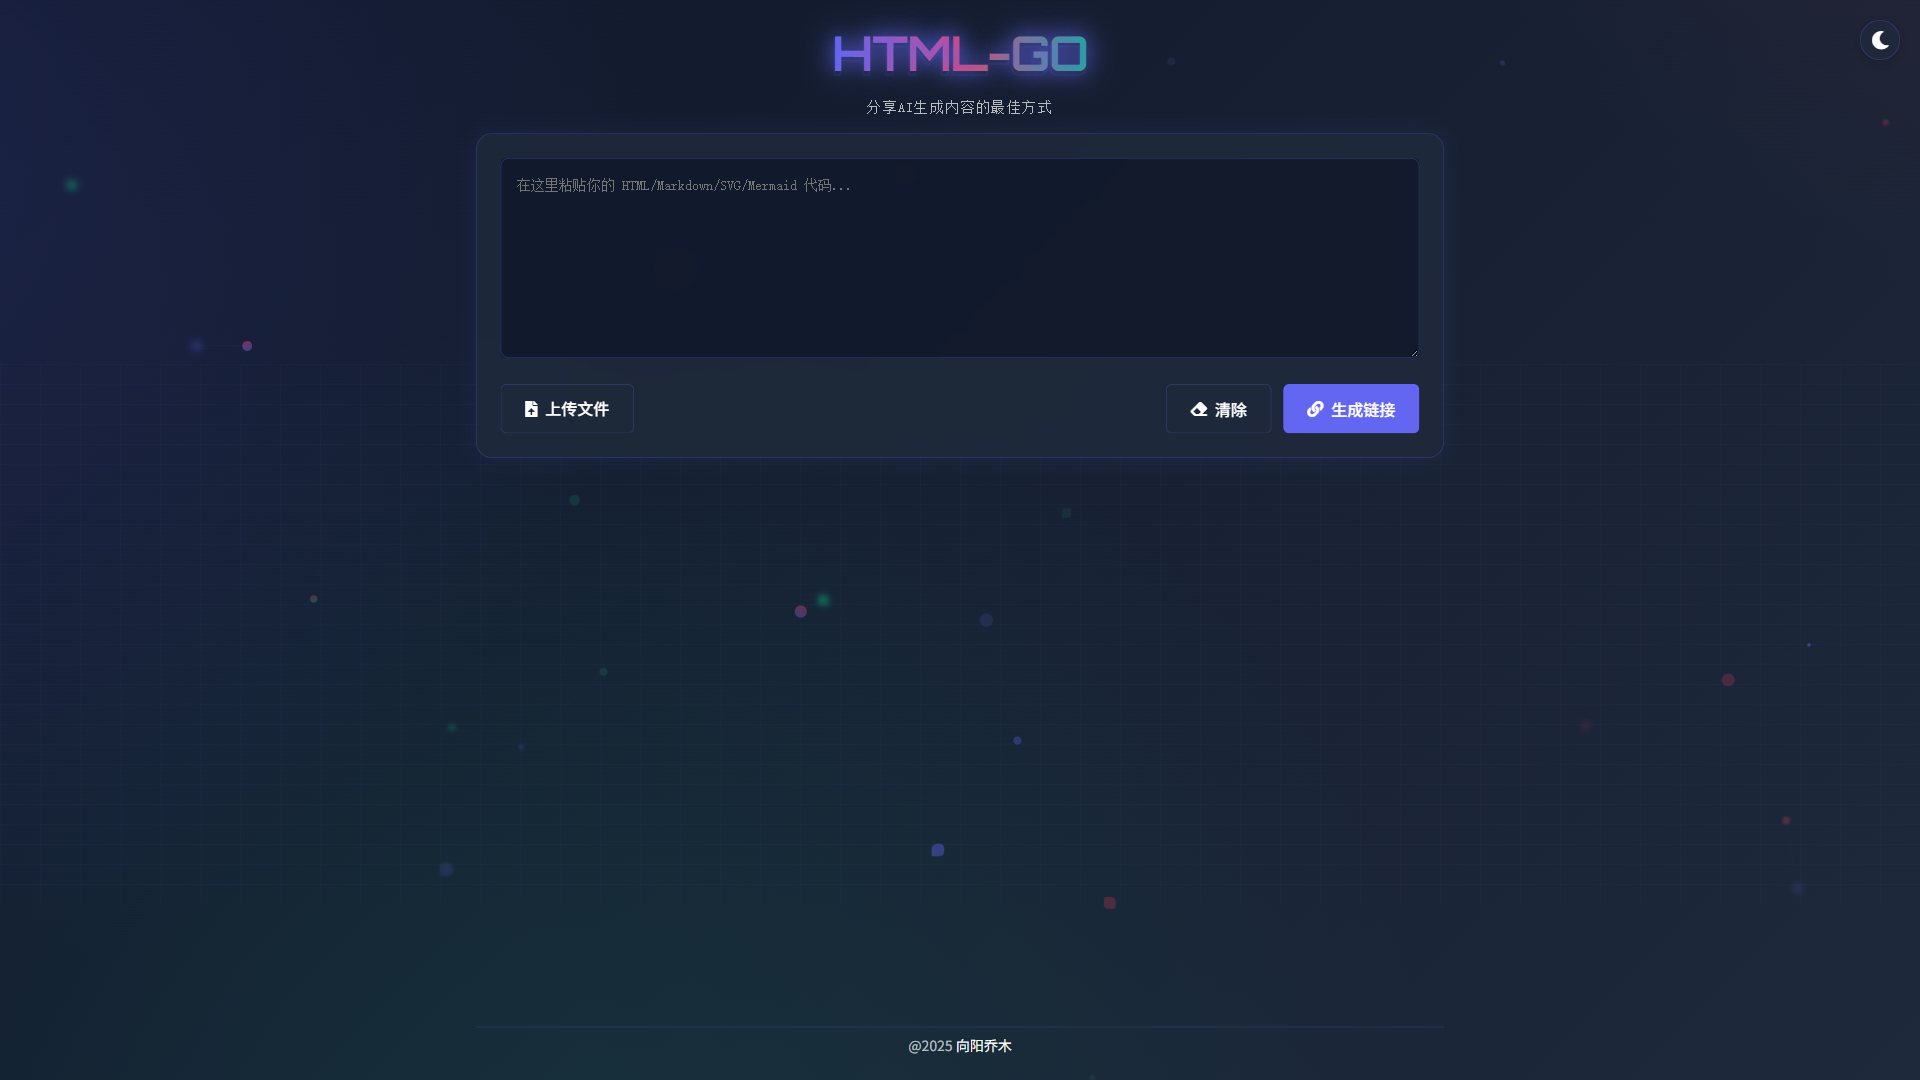 HTML-GO
分享AI生成内容的最佳方式
在这里粘贴你的 HTML/Markdown/SVG/Mermaid 代码...
上传文件
清除
生成链接
@2025 向阳乔木